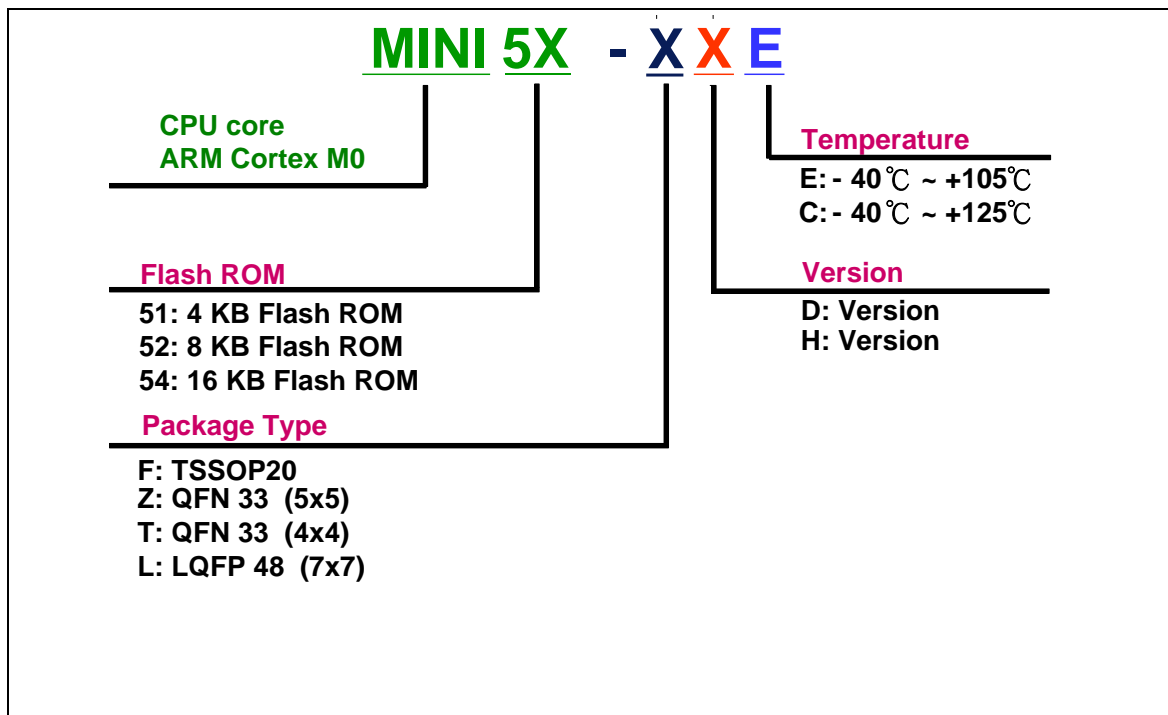 MINI 5X - X X E
CPU core
ARM Cortex M0
Temperature
E: - 40℃ ~ +105℃
C: - 40℃ ~ +125℃
Flash ROM
51: 4 KB Flash ROM
52: 8 KB Flash ROM
54: 16 KB Flash ROM
Version
D: Version
H: Version
Package Type
F: TSSOP20
Z: QFN 33 (5x5)
T: QFN 33 (4x4)
L: LQFP 48 (7x7)